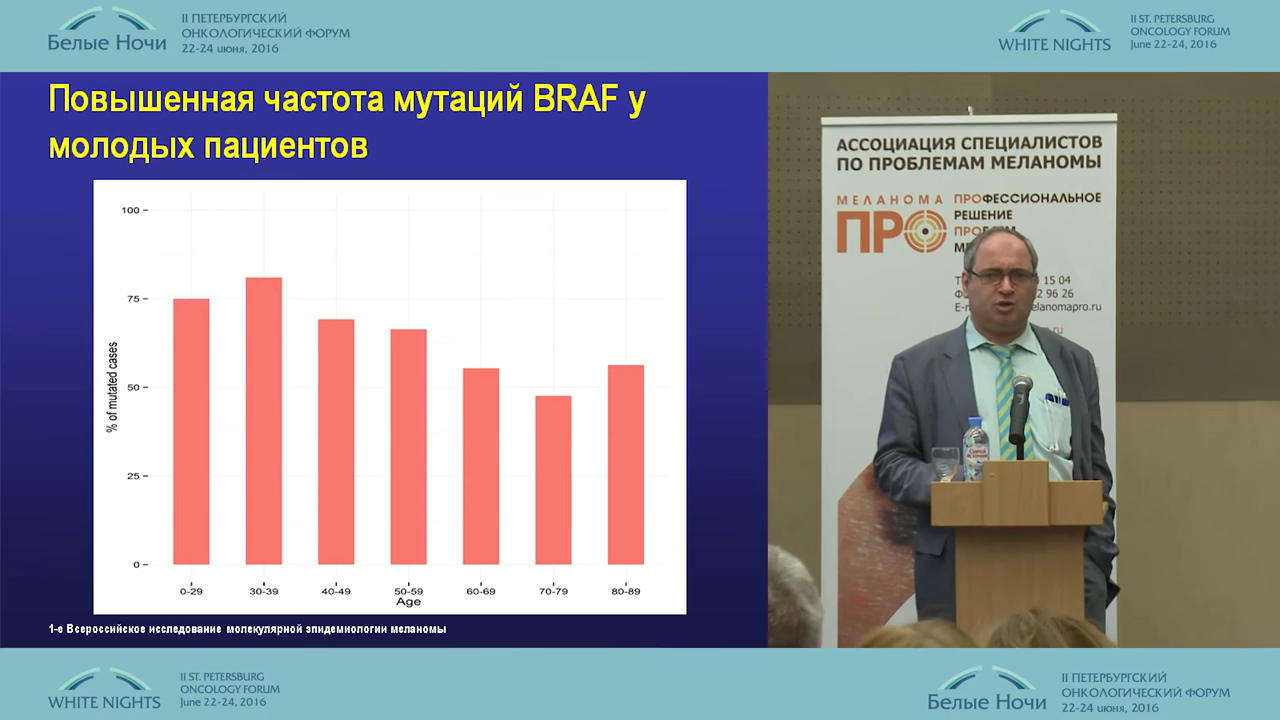 II ПЕТЕРБУРГСКИЙ
ОНКОЛОГИЧЕСКИЙ ФОРУМ
Белые Ночи
22-24 июня, 2016
II ST. PETERSBURG
ONCOLOGY FORUM
WHITE NIGHTS
June 22-24, 2016
Повышенная частота мутаций BRAF у
молодых пациентов
100
75
50
25
0
% of mutated cases
0-29 30-39 40-49 50-59 60-69 70-79 80-89
Age
1-е Всероссийское исследование молекулярной эпидемиологии меланомы
АССОЦИАЦИЯ СПЕЦИАЛИСТОВ
ПО ПРОБЛЕМАМ МЕЛАНОМЫ
МЕЛАНОМА
ПРО
ПРОФЕССИОНАЛЬНОЕ
РЕШЕНИЕ
15 04
2 96 26
elanomapro.ru
II ST. PETERSBURG
ONCOLOGY FORUM
WHITE NIGHTS
June 22-24, 2016
II ПЕТЕРБУРГСКИЙ
ОНКОЛОГИЧЕСКИЙ ФОРУМ
Белые Ночи
22-24 июня, 2016